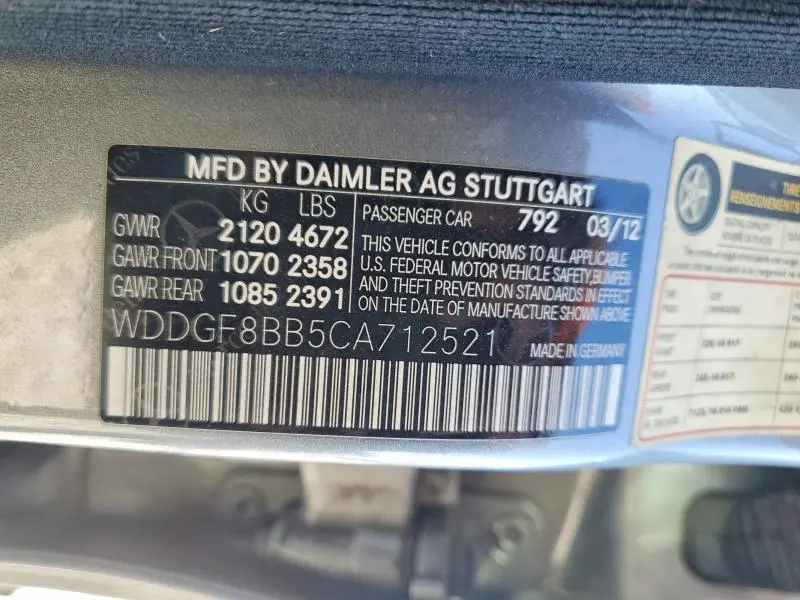 MFD BY DAIMLER AG STUTTGART
KG LBS
GVWR 2120 4672
GAWR FRONT 1070 2358
GAWR REAR 1085 2391
PASSENGER CAR 792 03/12
THIS VEHICLE CONFORMS TO ALL APPLICABLE
U.S. FEDERAL MOTOR VEHICLE SAFETY,BUMPER
AND THEFT PREVENTION STANDARDS IN EFFECT
ON THE DATE OF MANUFACTURE SHOWN ABOVE
WDDGF8BB5CA712521
MADE IN GERMANY
TIRE
RENSEIGNEMENTS